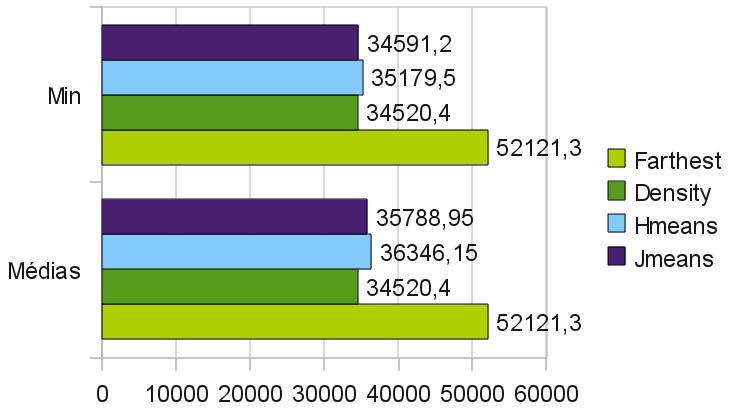 Min
34591,2
35179,5
34520,4
52121,3
Médias
35788,95
36346,15
34520,4
52121,3
0 10000 20000 30000 40000 50000 60000
Farthest
Density
Hmeans
Jmeans